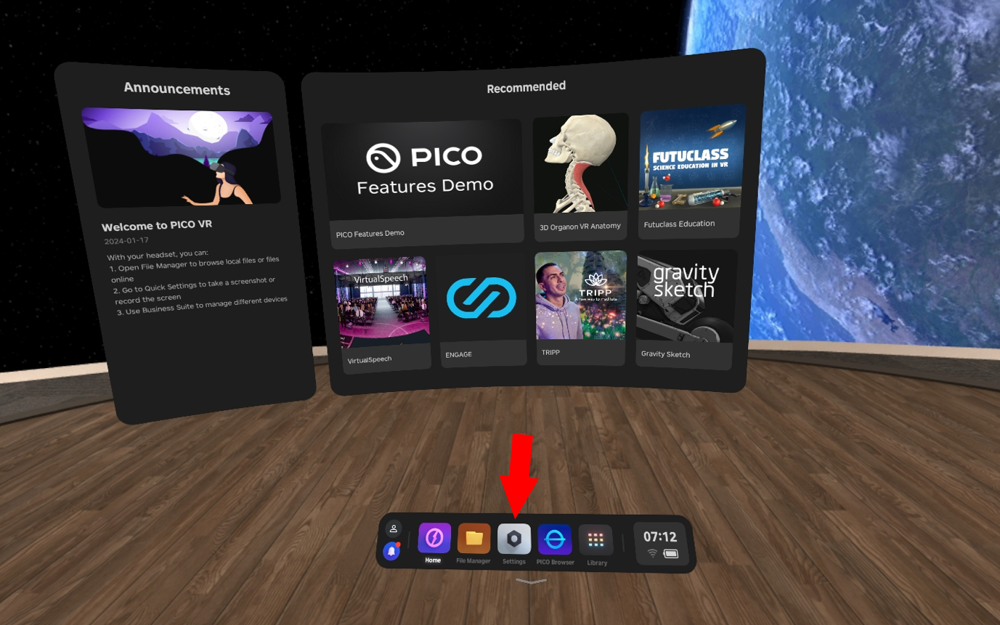 Announcements
Welcome to PICO VR
2024-01-17
With your headset, you can:
1. Open File Manager to browse local files or files
online
2. Go to Quick Settings to take a screenshot or
record the screen
3. Use Business Suite to manage different devices
Recommended
PICO
Features Demo
PICO Features Demo
3D Organon VR Anatomy
FUTUCLASS
SCIENCE EDUCATION IN VR
Futuclass Education
VirtualSpeech
VirtualSpeech
ENGAGE
TRIPP
A new way to meditate
TRIPP
gravity
sketch
Gravity Sketch
Home
File Manager
Settings
PICO Browser
Library
07:12